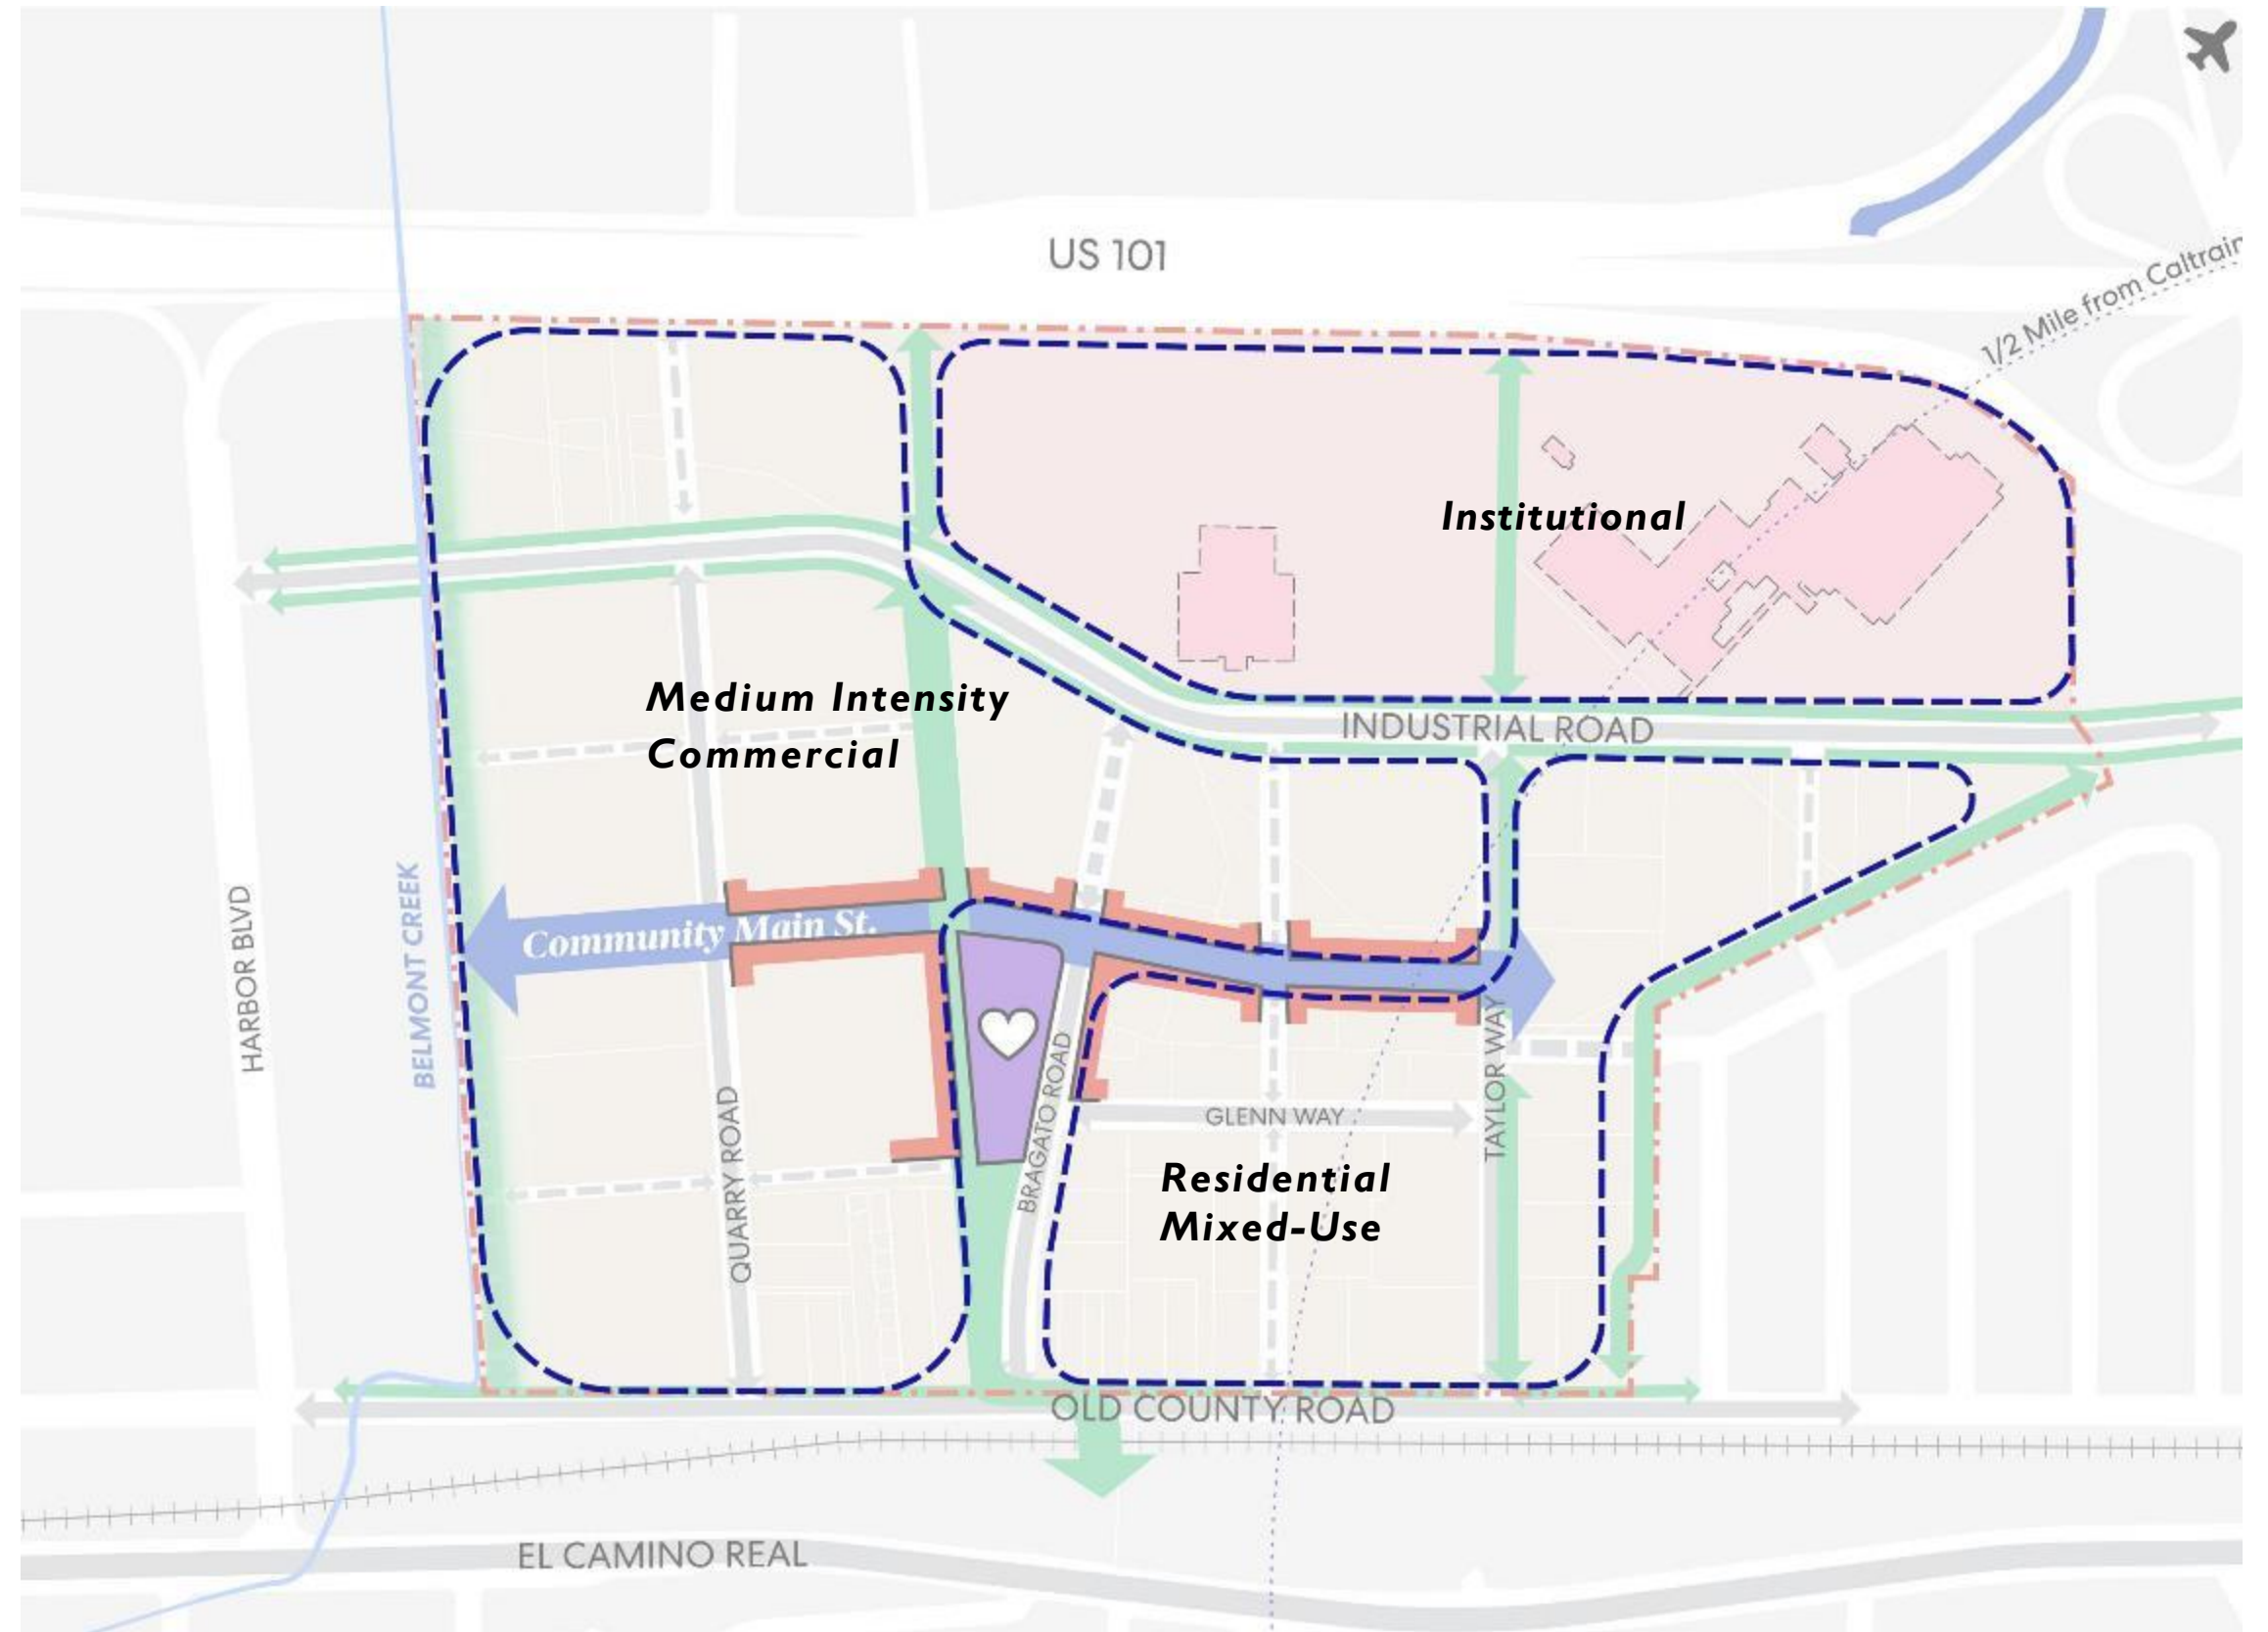 US 101
1/2 Mile from Caltrain
Institutional
Medium Intensity
Commercial
INDUSTRIAL ROAD
HARBOR BLVD
BELMONT CREEK
Community Main St.
QUARRY ROAD
BRAGATO ROAD
TAYLOR WAY
GLENN WAY
Residential
Mixed-Use
OLD COUNTY ROAD
EL CAMINO REAL